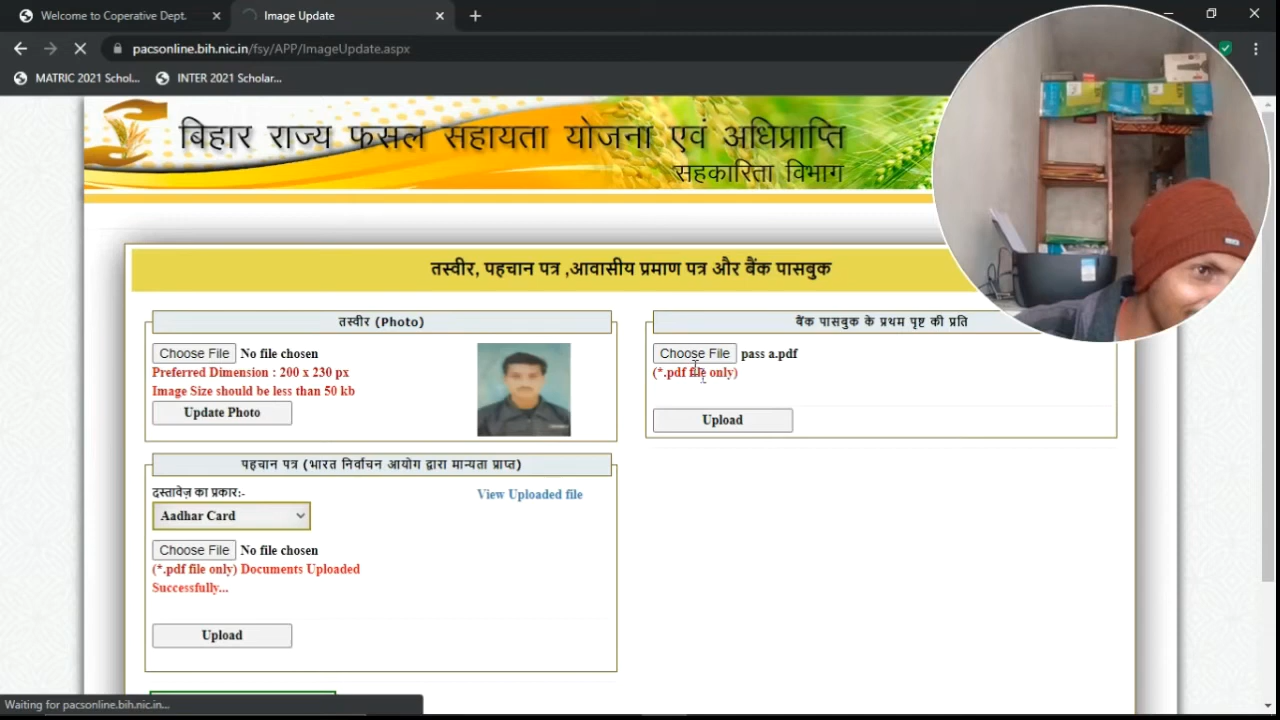 Welcome to Coperative Dept.
Image Update
pacsonline.bih.nic.in/fsy/APP/ImageUpdate.aspx
MATRIC 2021 Schol...
INTER 2021 Scholar...
बिहार राज्य फसल सहायता योजना एवं अधिप्राप्ति
सहकारिता विभाग
तस्वीर, पहचान पत्र ,आवासीय प्रमाण पत्र और बैंक पासबुक
तस्वीर (Photo)
Choose File No file chosen
Preferred Dimension : 200 x 230 px
Image Size should be less than 50 kb
Update Photo
बैंक पासबुक के प्रथम पृष्ट की प्रति
Choose File pass a.pdf
(*.pdf file only)
Upload
पहचान पत्र (भारत निर्वाचन आयोग द्वारा मान्यता प्राप्त)
दस्तावेज़ का प्रकार:-
View Uploaded file
Aadhar Card
Choose File No file chosen
(*.pdf file only) Documents Uploaded
Successfully...
Upload
Waiting for pacsonline.bih.nic.in...